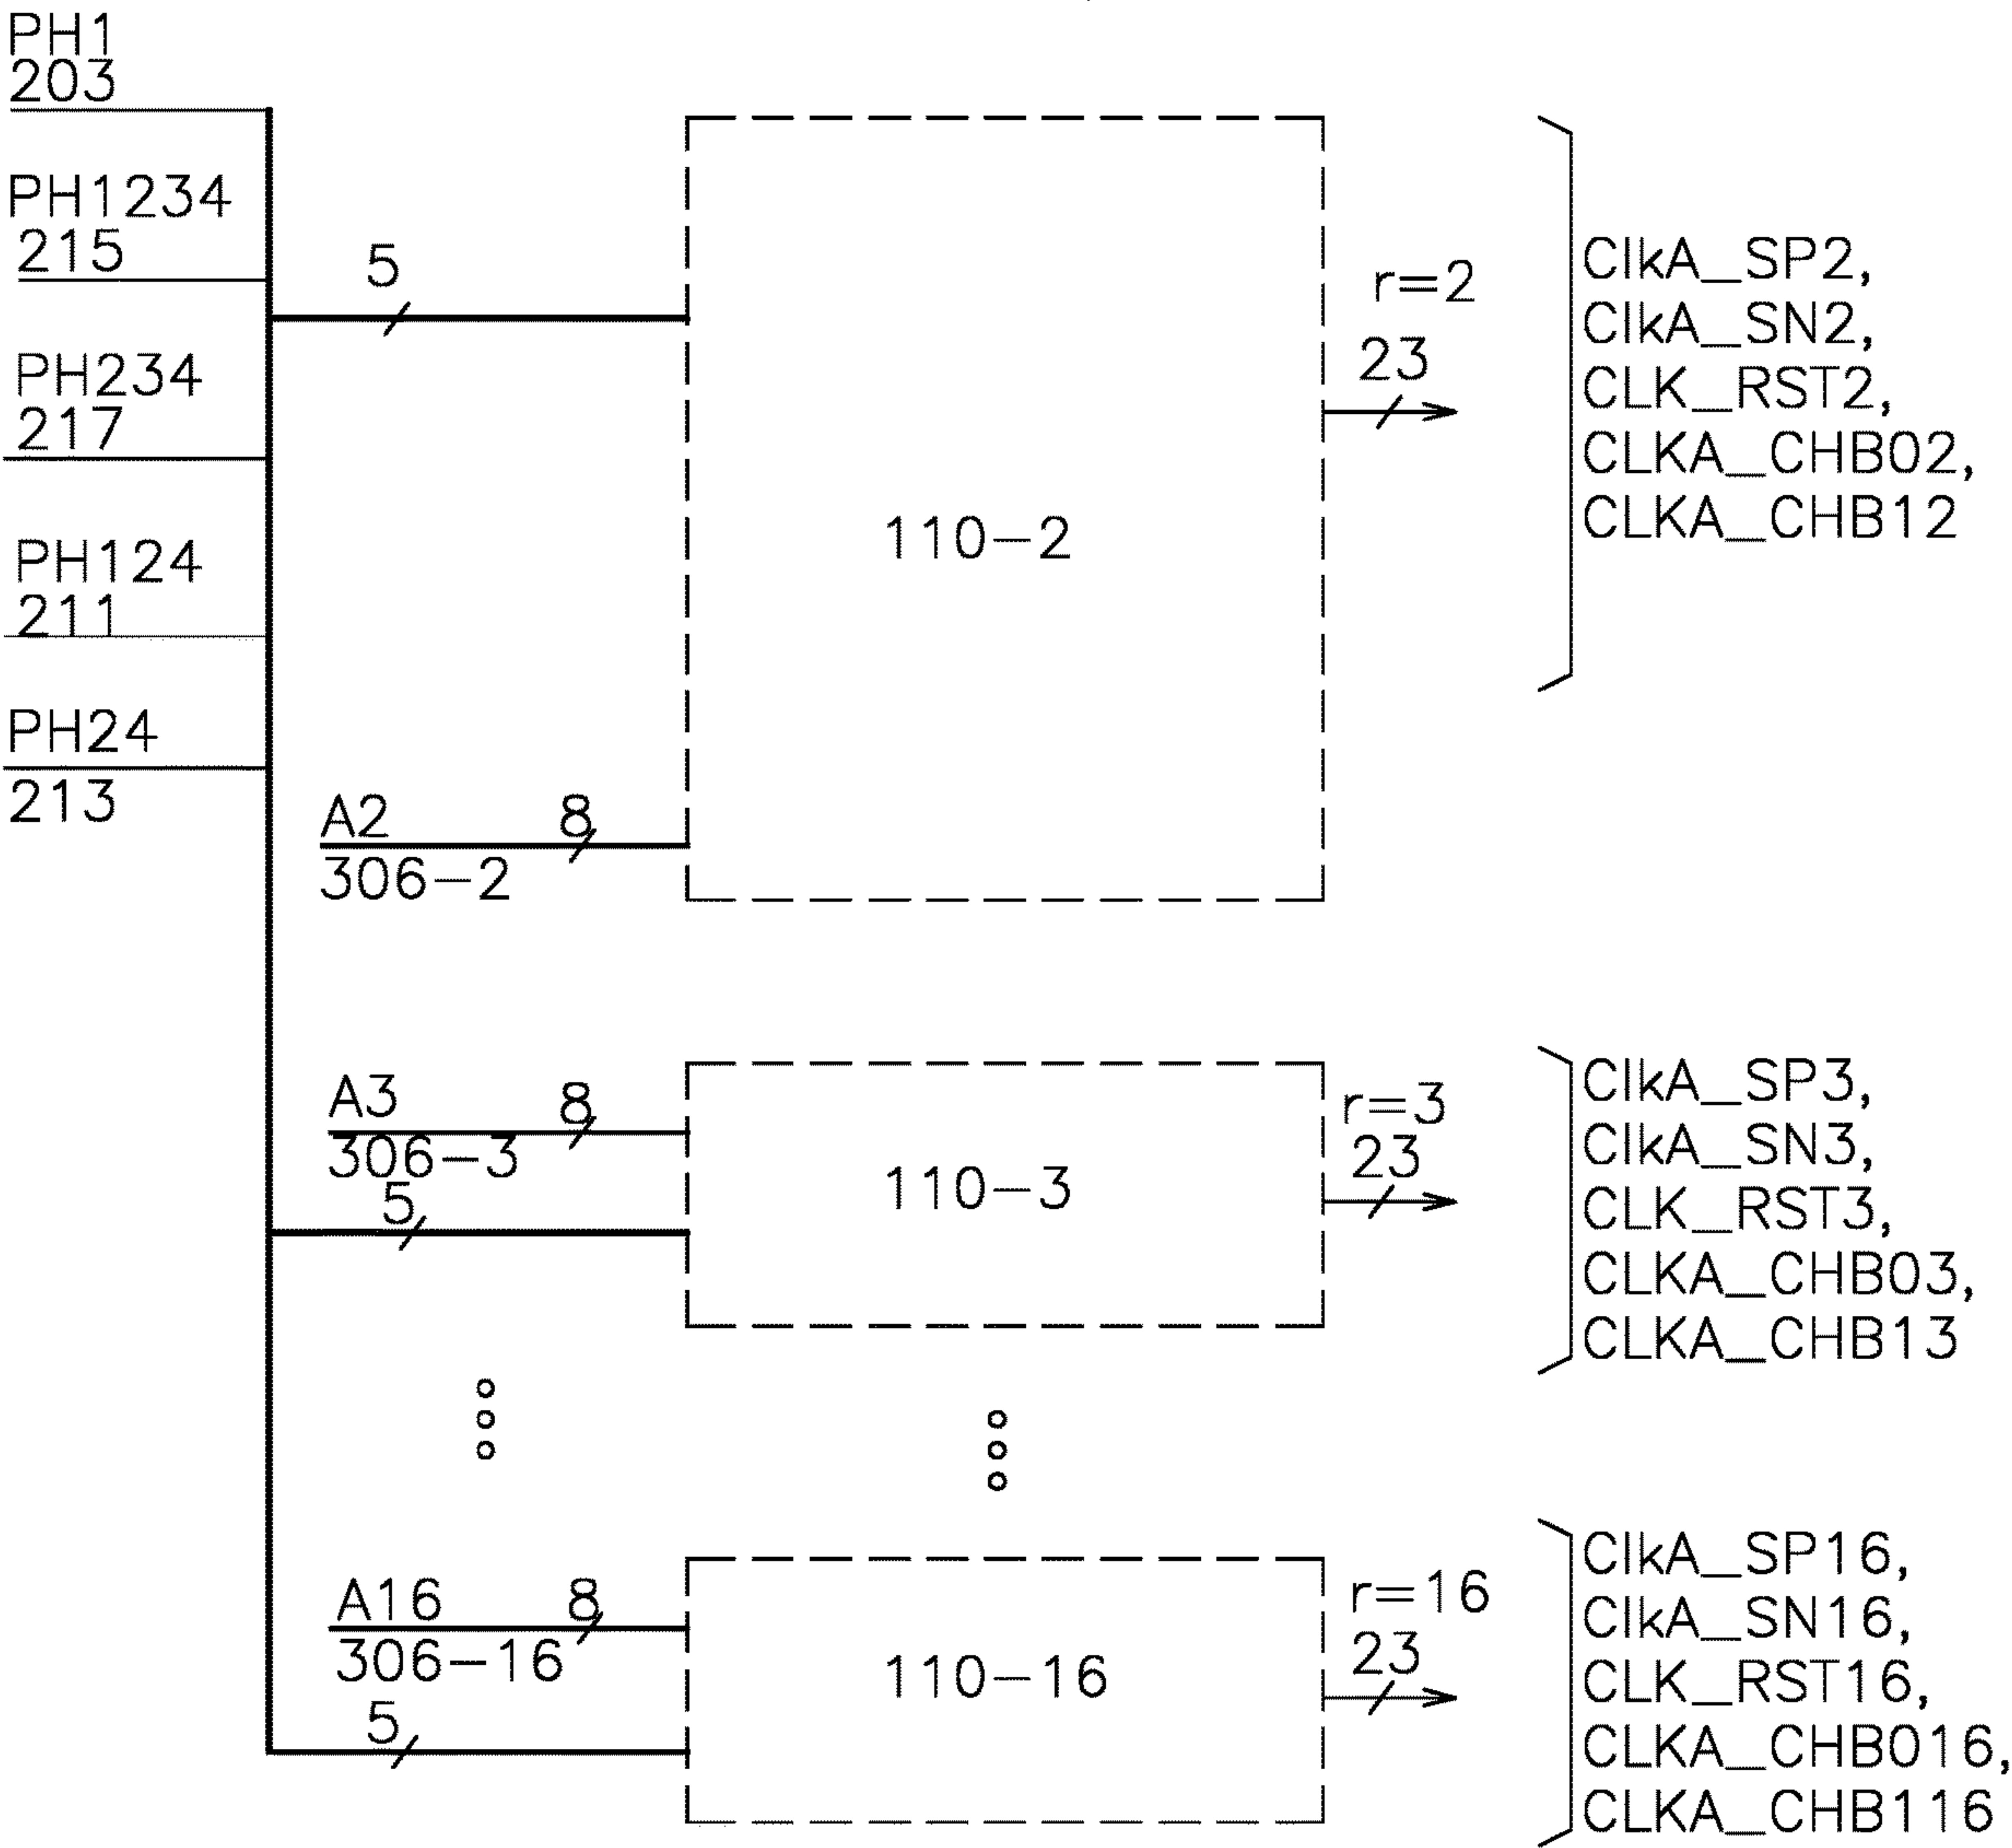 PH1
203
PH1234
215
PH234
217
PH124
211
PH24
213
5
A2 8
306-2
110-2
r=2
23
ClkA_SP2,
ClkA_SN2,
CLK_RST2,
CLKA_CHB02,
CLKA_CHB12
A3 8
306-3
5
110-3
r=3
23
ClkA_SP3,
ClkA_SN3,
CLK_RST3,
CLKA_CHB03,
CLKA_CHB13
A16 8
306-16
5
110-16
r=16
23
ClkA_SP16,
ClkA_SN16,
CLK_RST16,
CLKA_CHB016,
CLKA_CHB116